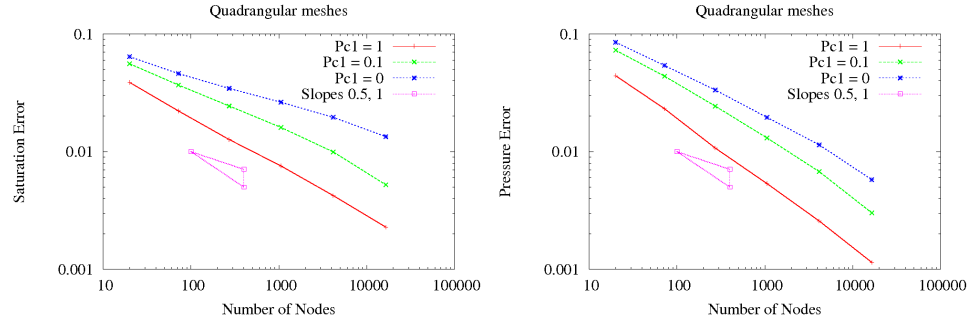 Quadrangular meshes
0.1
0.01
0.001
Saturation Error
Pc1 = 1
Pc1 = 0.1
Pc1 = 0
Slopes 0.5, 1
10
100
1000
10000
100000
Number of Nodes
Quadrangular meshes
0.1
0.01
0.001
Pressure Error
Pc1 = 1
Pc1 = 0.1
Pc1 = 0
Slopes 0.5, 1
10
100
1000
10000
100000
Number of Nodes